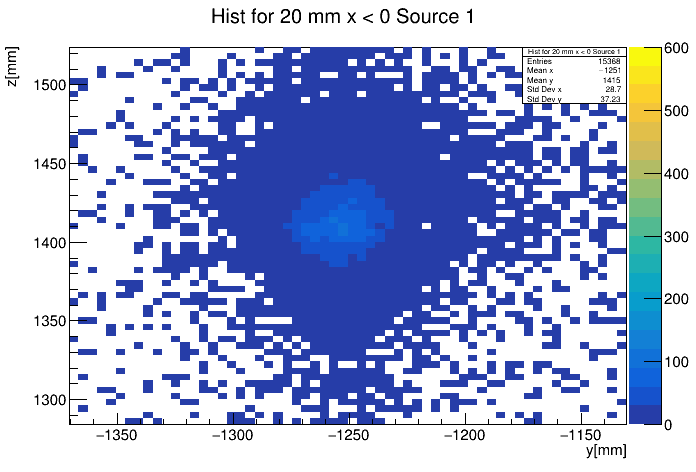 Hist for 20 mm x < 0 Source 1
z[mm]
Hist for 20 mm x < 0 Source 1
Entries 15368
Mean x −1251
Mean y 1415
Std Dev x 28.7
Std Dev y 37.23
1500
1450
1400
1350
1300
−1350 −1300 −1250 −1200 −1150
y[mm]
600
500
400
300
200
100
0